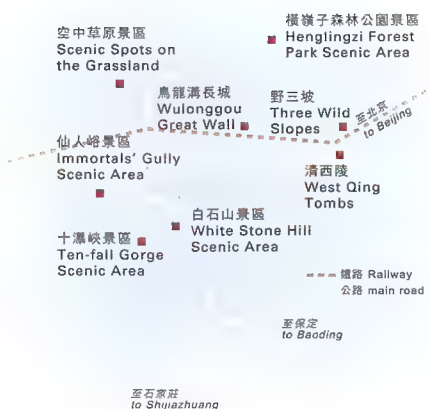 空中草原景區
Scenic Spots on
the Grassland
橫嶺子森林公園景區
Henglingzi Forest
Park Scenic Area
烏龍溝長城
Wulonggou
Great Wall
野三坡
Three Wild
Slopes
至北京
to Beijing
仙人峪景區
Immortals' Gully
Scenic Area
清西陵
West Qing
Tombs
白石山景區
White Stone Hill
Scenic Area
十瀑峽景區
Ten-fall Gorge
Scenic Area
鐵路 Railway
公路 main road
至保定
to Baoding
至石家莊
to Shijiazhuang